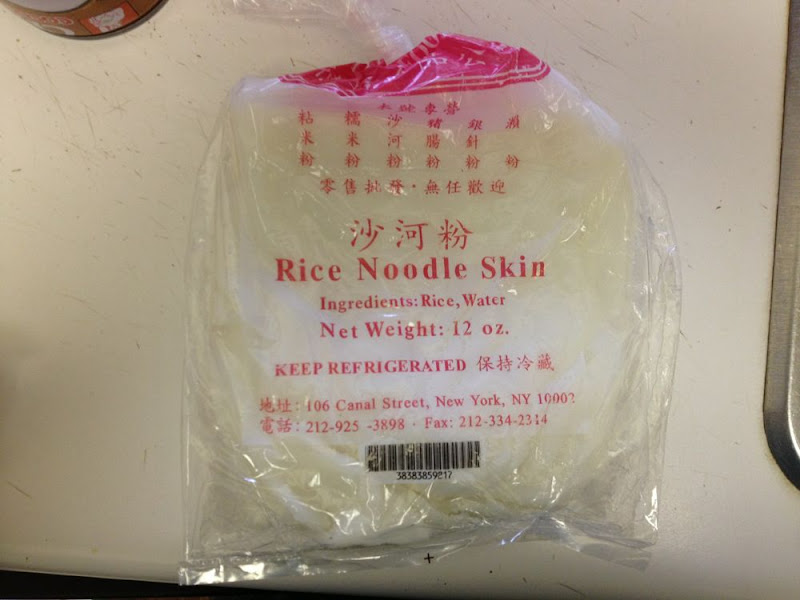 專營
粘米粉
糯米粉
沙河粉
豬腸粉
銀針粉
瀨粉
零售批發·無任歡迎
沙河粉
Rice Noodle Skin
Ingredients: Rice, Water
Net Weight: 12 oz.
KEEP REFRIGERATED 保持冷藏
地址: 106 Canal Street, New York, NY 10002
電話: 212-925 -3898 · Fax: 212-334-2314
38383859217